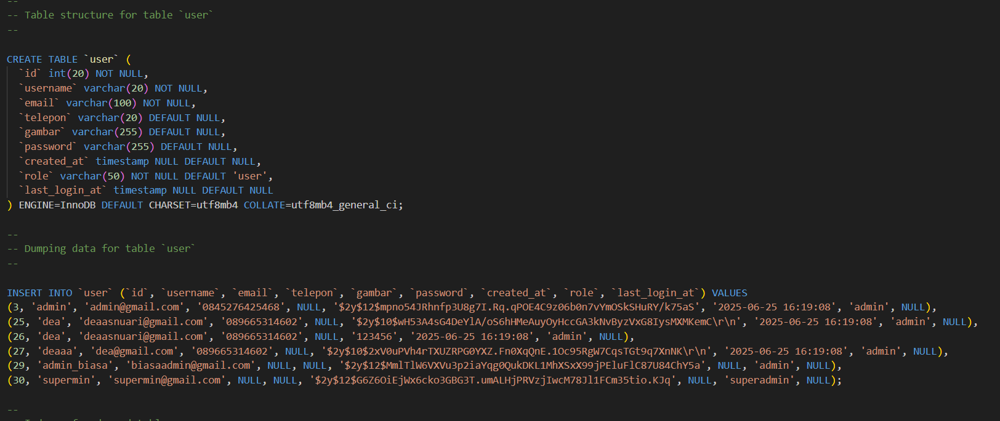 --
-- Table structure for table `user`
--
CREATE TABLE `user` (
`id` int(20) NOT NULL,
`username` varchar(20) NOT NULL,
`email` varchar(100) NOT NULL,
`telepon` varchar(20) DEFAULT NULL,
`gambar` varchar(255) DEFAULT NULL,
`password` varchar(255) DEFAULT NULL,
`created_at` timestamp NULL DEFAULT NULL,
`role` varchar(50) NOT NULL DEFAULT 'user',
`last_login_at` timestamp NULL DEFAULT NULL
) ENGINE=InnoDB DEFAULT CHARSET=utf8mb4 COLLATE=utf8mb4_general_ci;
--
-- Dumping data for table `user`
--
INSERT INTO `user` (`id`, `username`, `email`, `telepon`, `gambar`, `password`, `created_at`, `role`, `last_login_at`) VALUES
(3, 'admin', 'admin@gmail.com', '0845276425468', NULL, '$2y$12$mpno54JRhnfp3U8g7I.Rq.qPOE4C9z06b0n7vYmOSkSHuRY/k75aS', '2025-06-25 16:19:08', 'admin', NULL),
(25, 'dea', 'deaasnuari@gmail.com', '089665314602', NULL, '$2y$10$wH53A4sG4DeYlA/oS6hHMeAuyOyHccGA3kNvByzVxG8IysMXMKemC\r\n', '2025-06-25 16:19:08', 'admin', NULL),
(26, 'dea', 'deaasnuari@gmail.com', '089665314602', NULL, '123456', '2025-06-25 16:19:08', 'admin', NULL),
(27, 'deaaa', 'dea@gmail.com', '089665314602', NULL, '$2y$10$2xV0uPVh4rTXUZRPG0YXZ.Fn0XqQnE.1Oc95RgW7CqsTGt9q7XnNK\r\n', '2025-06-25 16:19:08', 'admin', NULL),
(29, 'admin_biasa', 'biasaadmin@gmail.com', NULL, NULL, '$2y$12$MmlTlW6VXVu3p2iaYqg0QukDKL1MhXSxX99jPEluFlC87U84ChY5a', NULL, 'admin', NULL),
(30, 'supermin', 'supermin@gmail.com', NULL, NULL, '$2y$12$G6Z6OiEjWx6cko3GBG3T.umALHjPRVzjIwcM78Jl1FCm35tio.KJq', NULL, 'superadmin', NULL);
--